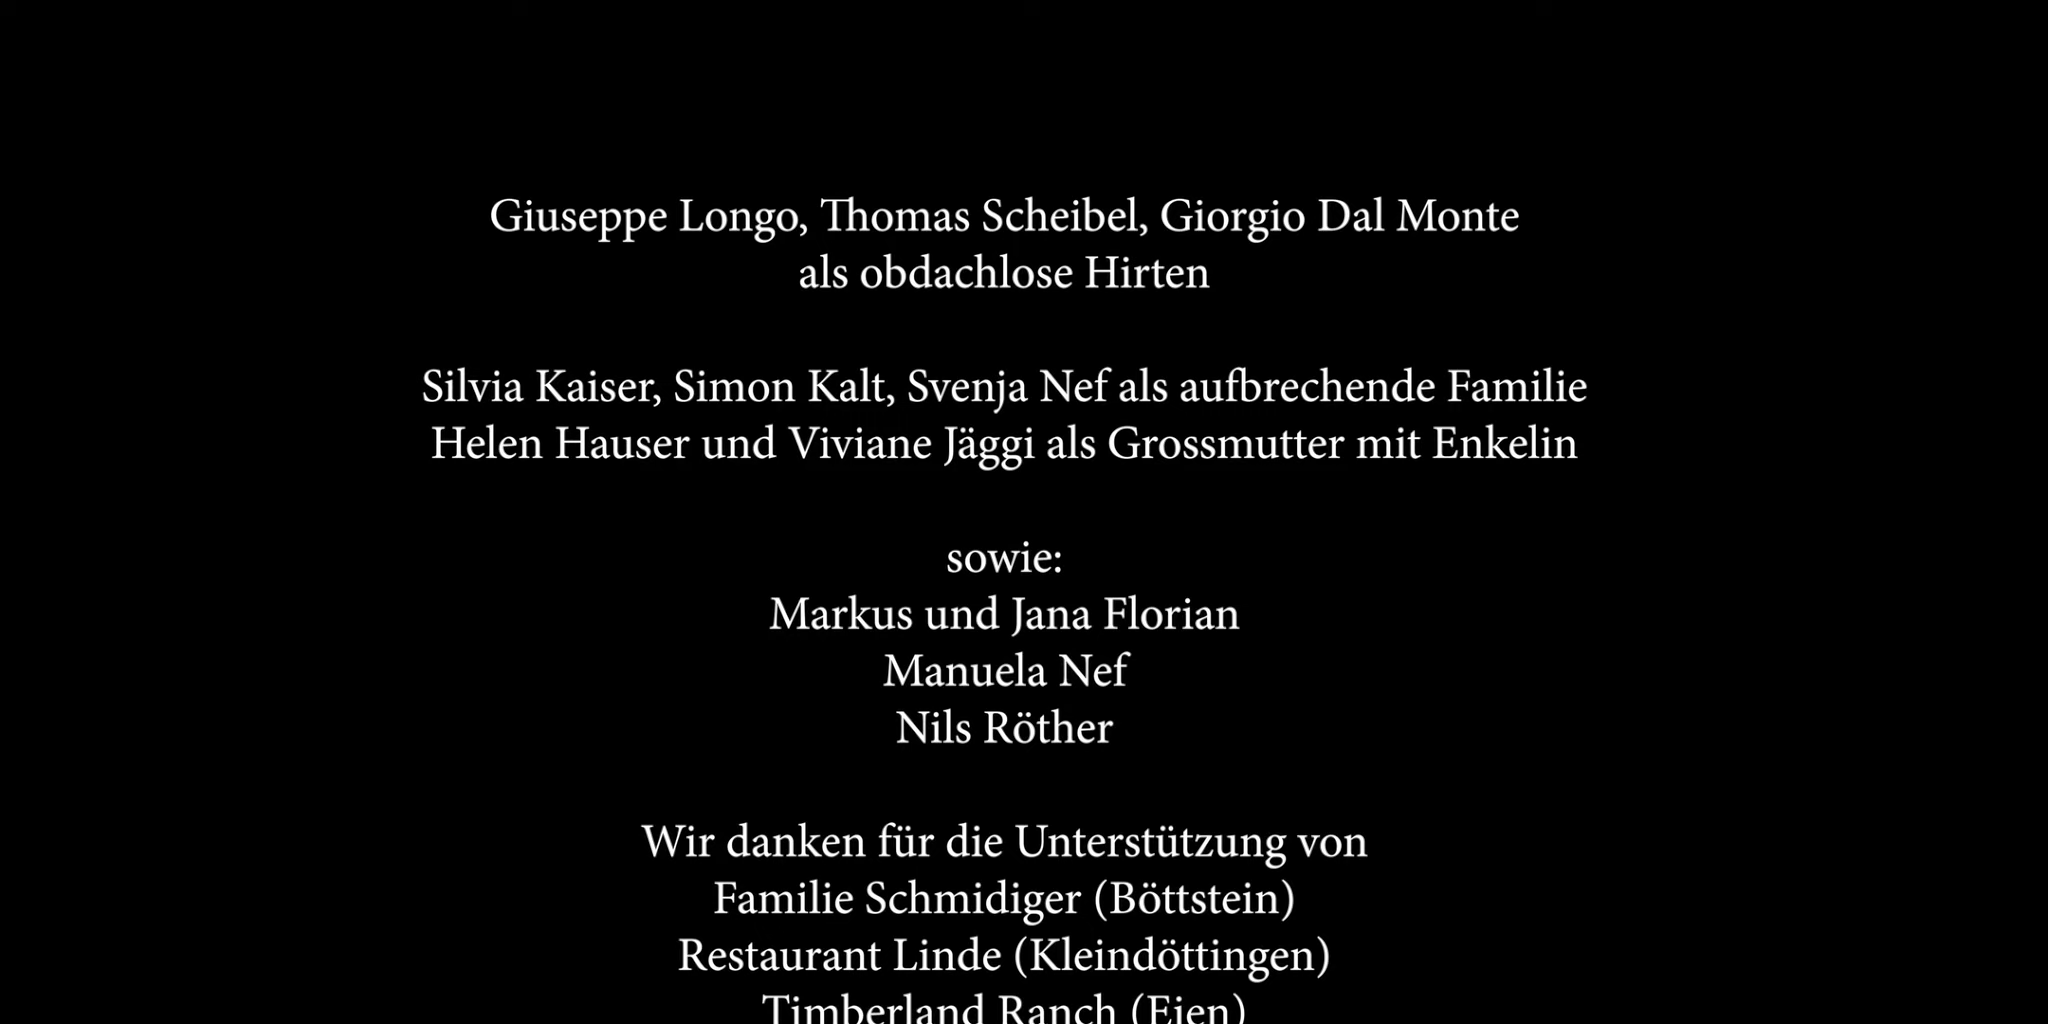 Giuseppe Longo, Thomas Scheibel, Giorgio Dal Monte
als obdachlose Hirten
Silvia Kaiser, Simon Kalt, Svenja Nef als aufbrechende Familie
Helen Hauser und Viviane Jäggi als Grossmutter mit Enkelin
sowie:
Markus und Jana Florian
Manuela Nef
Nils Röther
Wir danken für die Unterstützung von
Familie Schmidiger (Böttstein)
Restaurant Linde (Kleindöttingen)
Timberland Ranch (Eien)